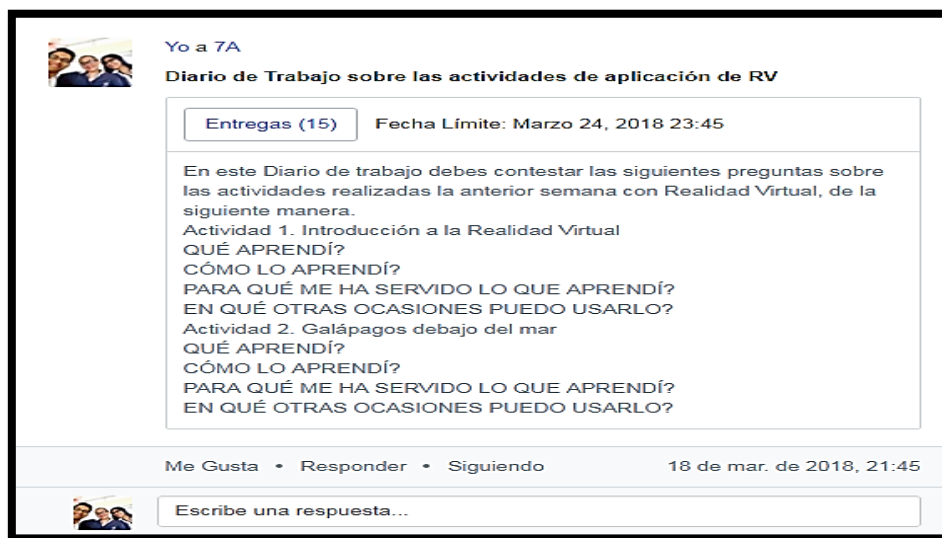 Yo a 7A
Diario de Trabajo sobre las actividades de aplicación de RV
Entregas (15) Fecha Límite: Marzo 24, 2018 23:45
En este Diario de trabajo debes contestar las siguientes preguntas sobre
las actividades realizadas la anterior semana con Realidad Virtual, de la
siguiente manera.
Actividad 1. Introducción a la Realidad Virtual
QUÉ APRENDÍ?
CÓMO LO APRENDÍ?
PARA QUÉ ME HA SERVIDO LO QUE APRENDÍ?
EN QUÉ OTRAS OCASIONES PUEDO USARLO?
Actividad 2. Galápagos debajo del mar
QUÉ APRENDÍ?
CÓMO LO APRENDÍ?
PARA QUÉ ME HA SERVIDO LO QUE APRENDÍ?
EN QUÉ OTRAS OCASIONES PUEDO USARLO?
Me Gusta • Responder • Siguiendo 18 de mar. de 2018, 21:45
Escribe una respuesta...